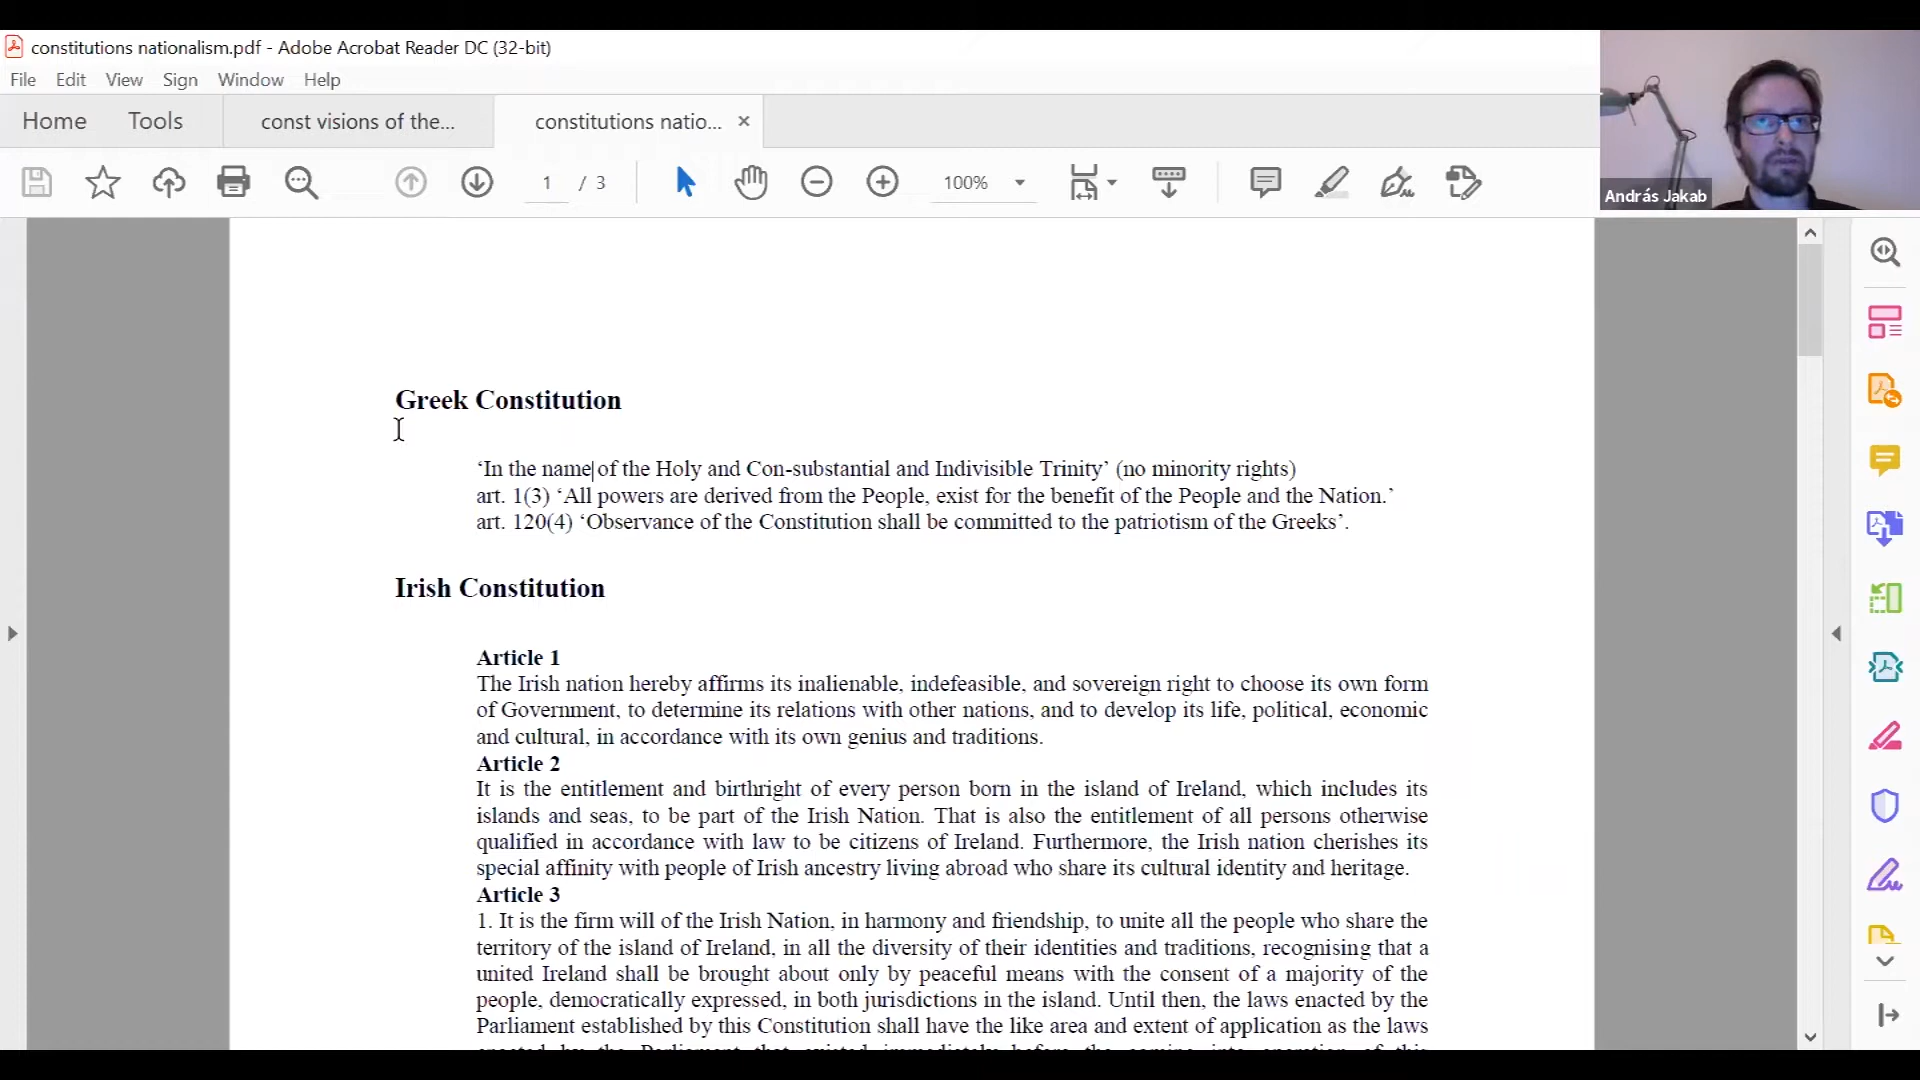 constitutions nationalism.pdf - Adobe Acrobat Reader DC (32-bit)
File Edit View Sign Window Help
Home Tools const visions of the... constitutions natio... ×
1 / 3 100%
András Jakab
Greek Constitution
‘In the name of the Holy and Con-substantial and Indivisible Trinity’ (no minority rights)
art. 1(3) ‘All powers are derived from the People, exist for the benefit of the People and the Nation.’
art. 120(4) ‘Observance of the Constitution shall be committed to the patriotism of the Greeks’.
Irish Constitution
Article 1
The Irish nation hereby affirms its inalienable, indefeasible, and sovereign right to choose its own form
of Government, to determine its relations with other nations, and to develop its life, political, economic
and cultural, in accordance with its own genius and traditions.
Article 2
It is the entitlement and birthright of every person born in the island of Ireland, which includes its
islands and seas, to be part of the Irish Nation. That is also the entitlement of all persons otherwise
qualified in accordance with law to be citizens of Ireland. Furthermore, the Irish nation cherishes its
special affinity with people of Irish ancestry living abroad who share its cultural identity and heritage.
Article 3
1. It is the firm will of the Irish Nation, in harmony and friendship, to unite all the people who share the
territory of the island of Ireland, in all the diversity of their identities and traditions, recognising that a
united Ireland shall be brought about only by peaceful means with the consent of a majority of the
people, democratically expressed, in both jurisdictions in the island. Until then, the laws enacted by the
Parliament established by this Constitution shall have the like area and extent of application as the laws